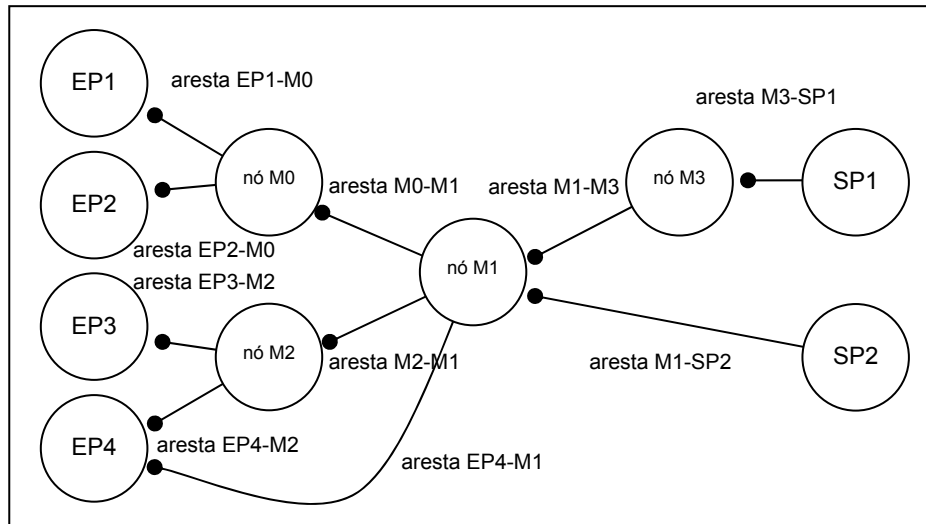 EP1
aresta EP1-M0
aresta M3-SP1
EP2
nó M0
aresta M0-M1
aresta M1-M3
nó M3
SP1
aresta EP2-M0
aresta EP3-M2
nó M1
EP3
nó M2
aresta M2-M1
aresta M1-SP2
SP2
EP4
aresta EP4-M2
aresta EP4-M1